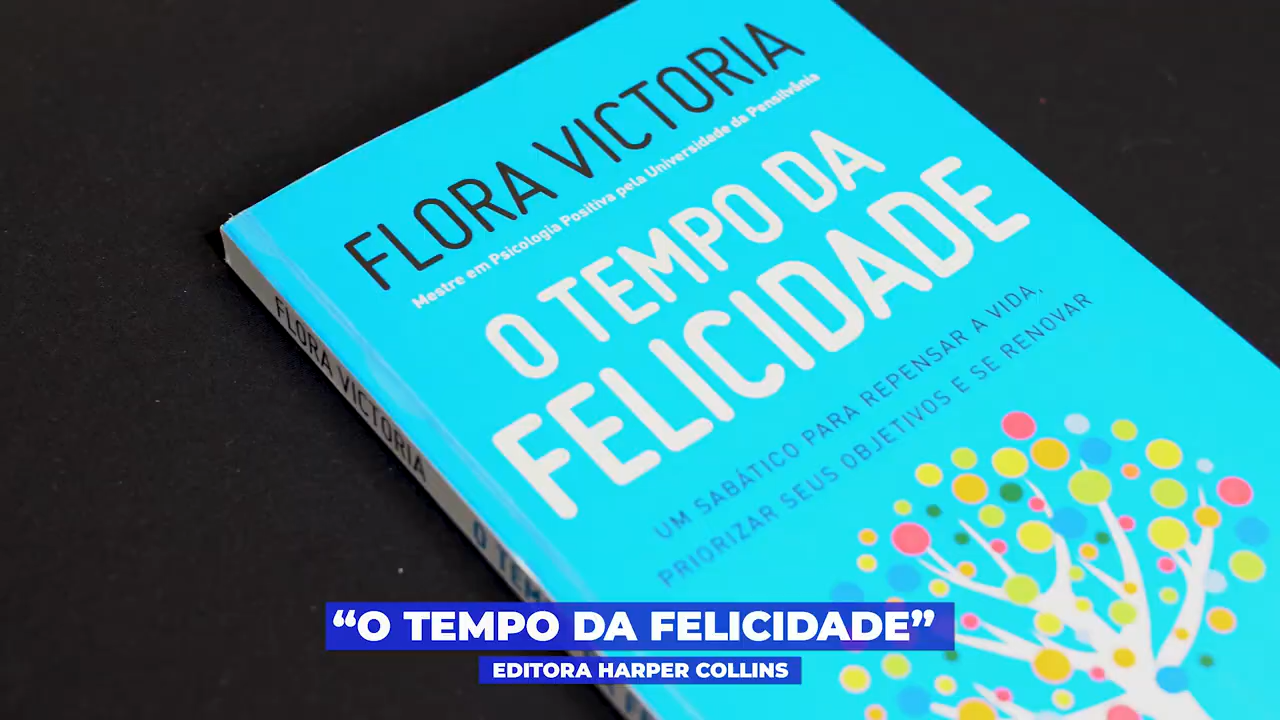 FLORA VICTORIA
Mestre em Psicologia Positiva pela Universidade da Pensilvânia
O TEMPO DA
FELICIDADE
UM SABÁTICO PARA REPENSAR A VIDA,
PRIORIZAR SEUS OBJETIVOS E SE RENOVAR
FLORA VICTORIA
O TEM
“O TEMPO DA FELICIDADE”
EDITORA HARPER COLLINS